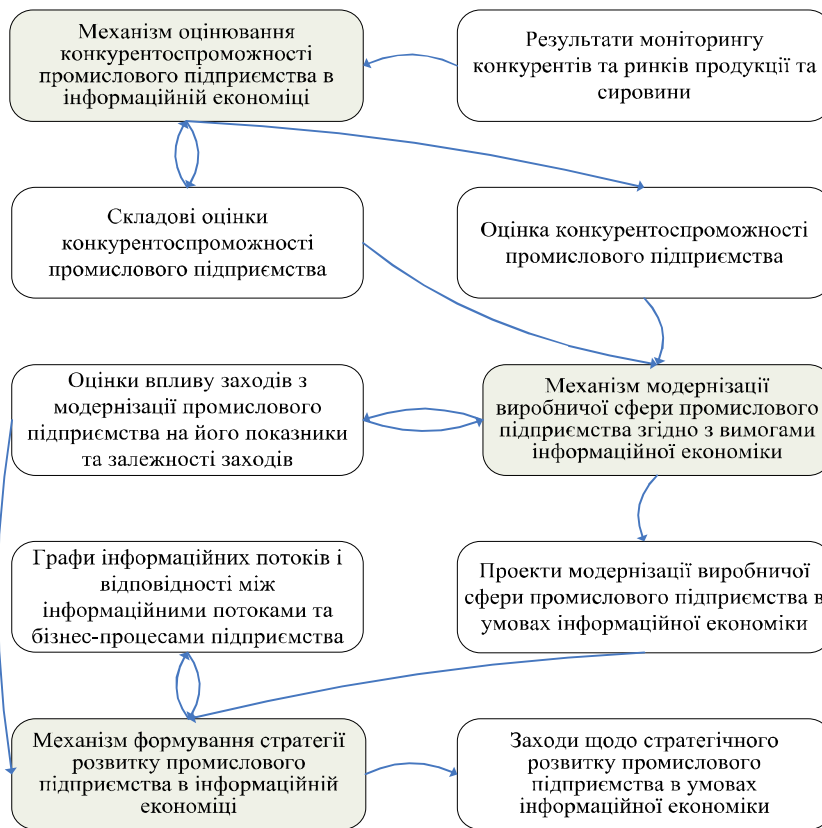 Механізм оцінювання
конкурентоспроможності
промислового підприємства в
інформаційній економіці
Результати моніторингу
конкурентів та ринків продукції та
сировини
Складові оцінки
конкурентоспроможності
промислового підприємства
Оцінка конкурентоспроможності
промислового підприємства
Оцінки впливу заходів з
модернізації промислового
підприємства на його показники
та залежності заходів
Механізм модернізації
виробничої сфери промислового
підприємства згідно з вимогами
інформаційної економіки
Графи інформаційних потоків і
відповідності між
інформаційними потоками та
бізнес-процесами підприємства
Проекти модернізації виробничої
сфери промислового підприємства в
умовах інформаційної економіки
Механізм формування стратегії
розвитку промислового
підприємства в інформаційній
економіці
Заходи щодо стратегічного
розвитку промислового
підприємства в умовах
інформаційної економіки